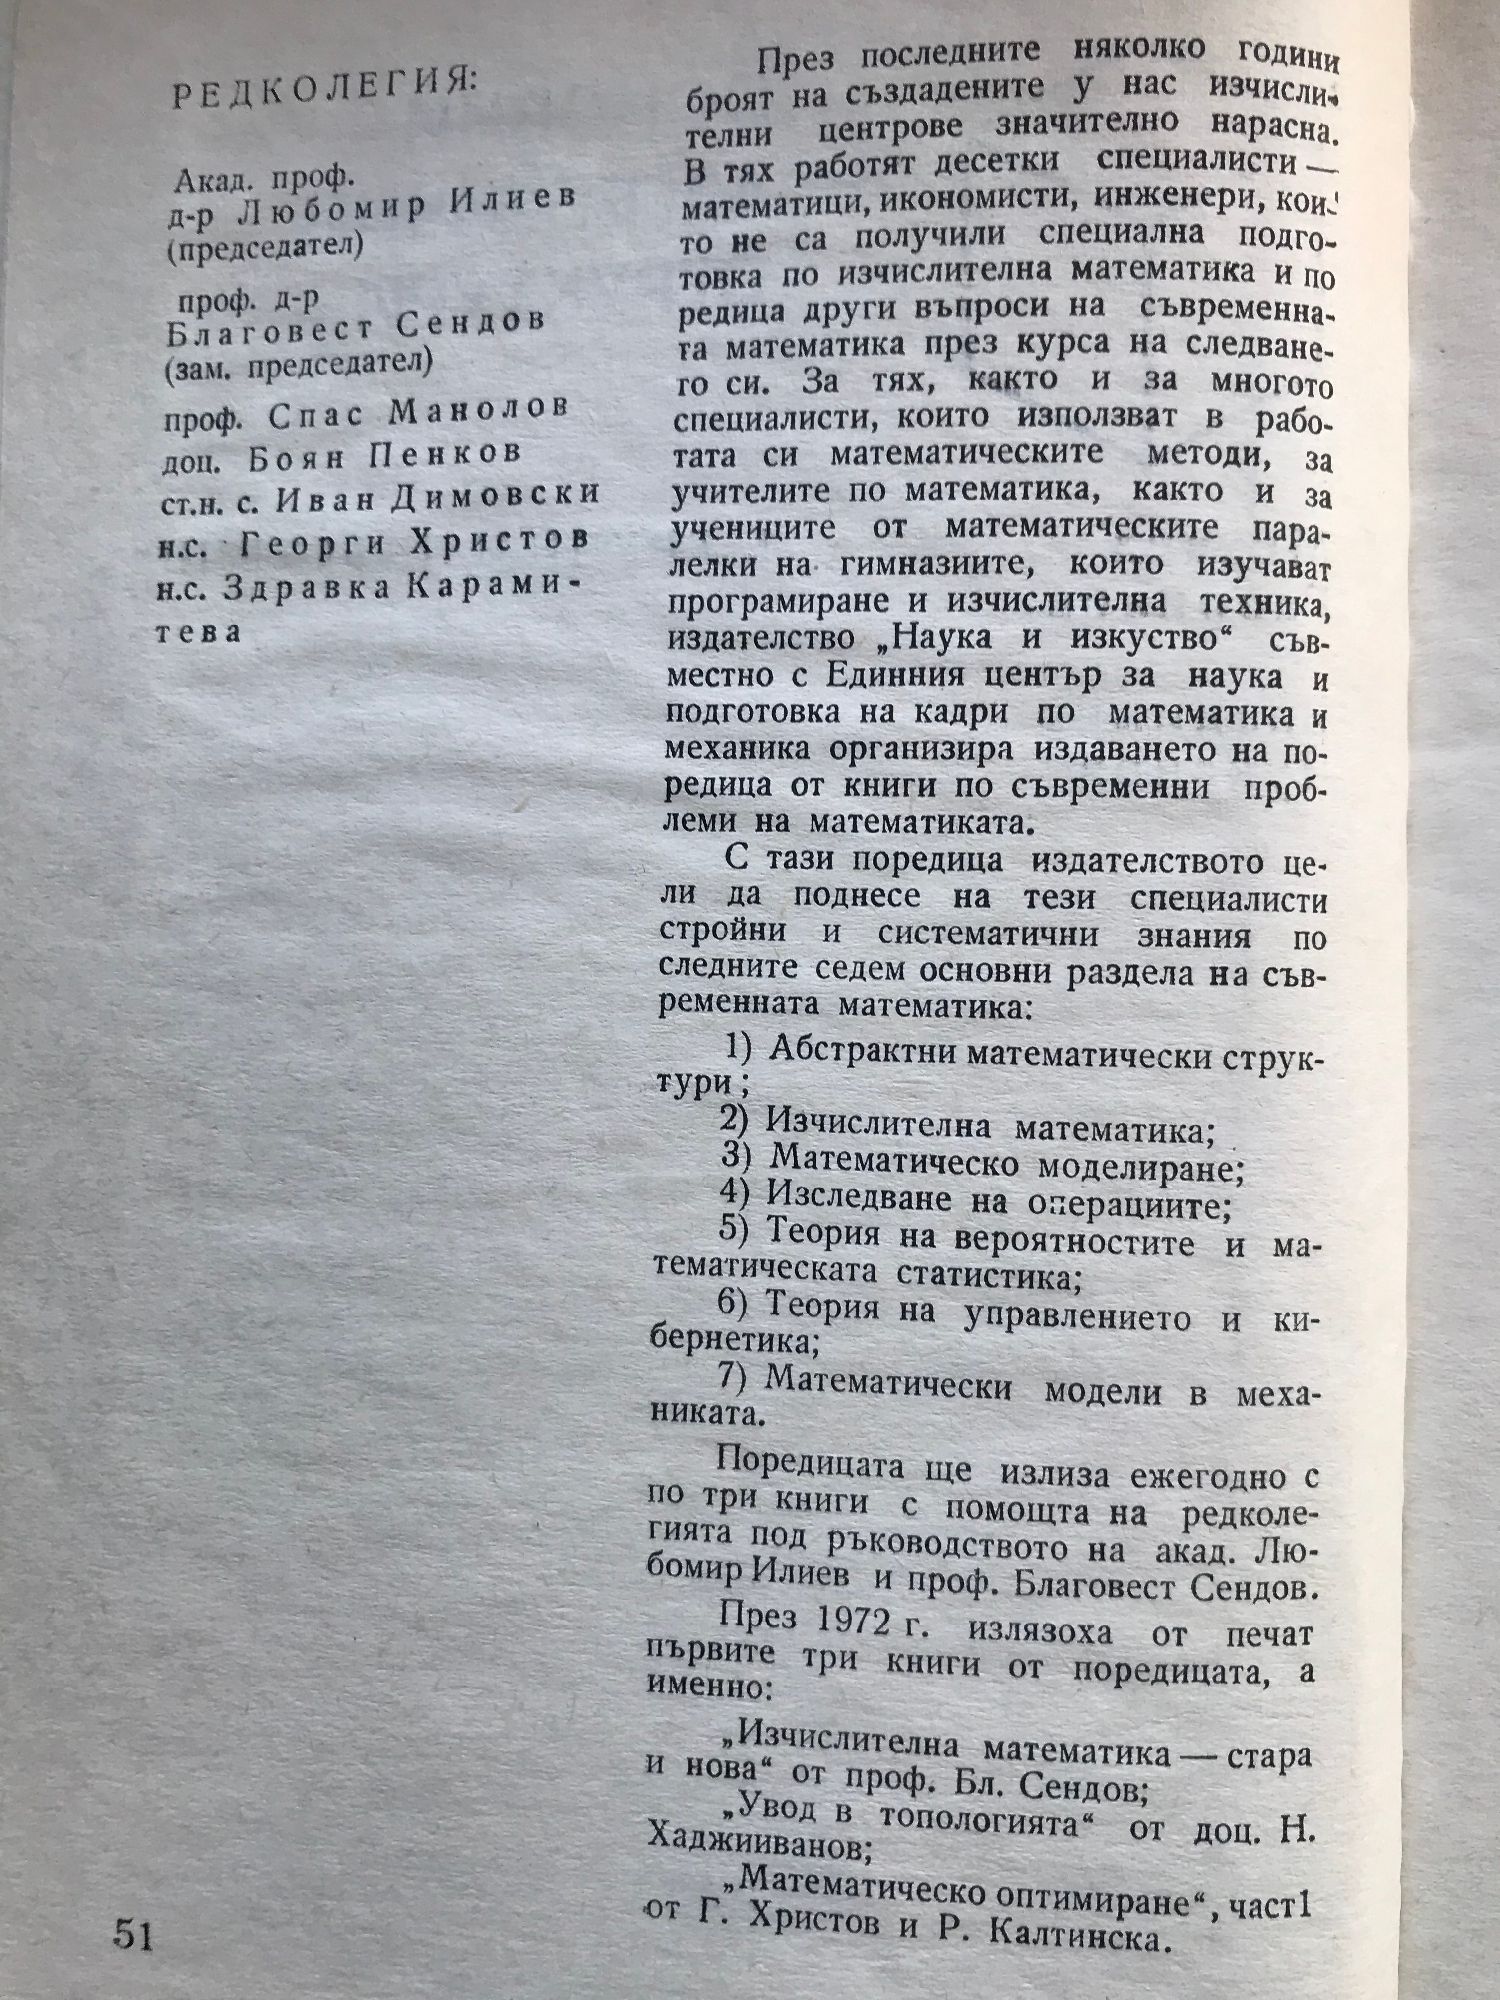 РЕДКОЛЕГИЯ:
Акад. проф.
д-р Любомир Илиев
(председател)
проф. д-р
Благовест Сендов
(зам. председател)
проф. Спас Манолов
доц. Боян Пенков
ст.н. с. Иван Димовски
н.с. Георги Христов
н.с. Здравка Карами-
тева
През последните няколко години
броят на създадените у нас изчисли-
телни центрове значително нарасна.
В тях работят десетки специалисти —
математици, икономисти, инженери, кои-
то не са получили специална подго-
товка по изчислителна математика и по
редица други въпроси на съвременна-
та математика през курса на следване-
то си. За тях, както и за многото
специалисти, които използват в рабо-
тата си математическите методи, за
учителите по математика, както и за
учениците от математическите пара-
лелки на гимназиите, които изучават
програмиране и изчислителна техника,
издателство „Наука и изкуство“ съв-
местно с Единния център за наука и
подготовка на кадри по математика и
механика организира издаването на по-
редица от книги по съвременни проб-
леми на математиката.
С тази поредица издателството це-
ли да поднесе на тези специалисти
стройни и систематични знания по
следните седем основни раздела на съв-
ременната математика:
1) Абстрактни математически струк-
тури;
2) Изчислителна математика;
3) Математическо моделиране;
4) Изследване на операциите;
5) Теория на вероятностите и ма-
тематическата статистика;
6) Теория на управлението и ки-
бернетика;
7) Математически модели в меха-
никата.
Поредицата ще излиза ежегодно с
по три книги с помощта на редколе-
гията под ръководството на акад. Лю-
бомир Илиев и проф. Благовест Сендов.
През 1972 г. излязоха от печат
първите три книги от поредицата, а
именно:
„Изчислителна математика — стара
и нова“ от проф. Бл. Сендов;
„Увод в топологията“ от доц. Н.
Хаджииванов;
„Математическо оптимиране“, част1
от Г. Христов и Р. Калтинска.
51